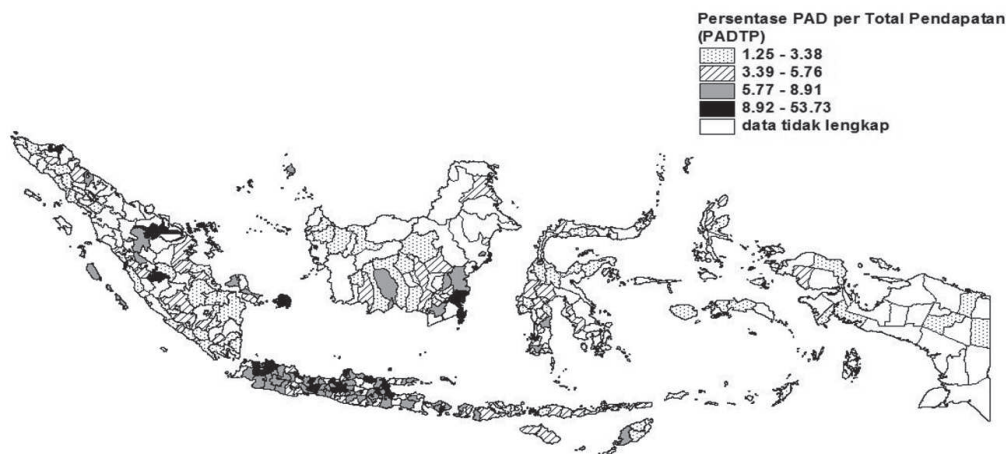 Persentase PAD per Total Pendapatan
(PADTP)
1.25 - 3.38
3.39 - 5.76
5.77 - 8.91
8.92 - 53.73
data tidak lengkap